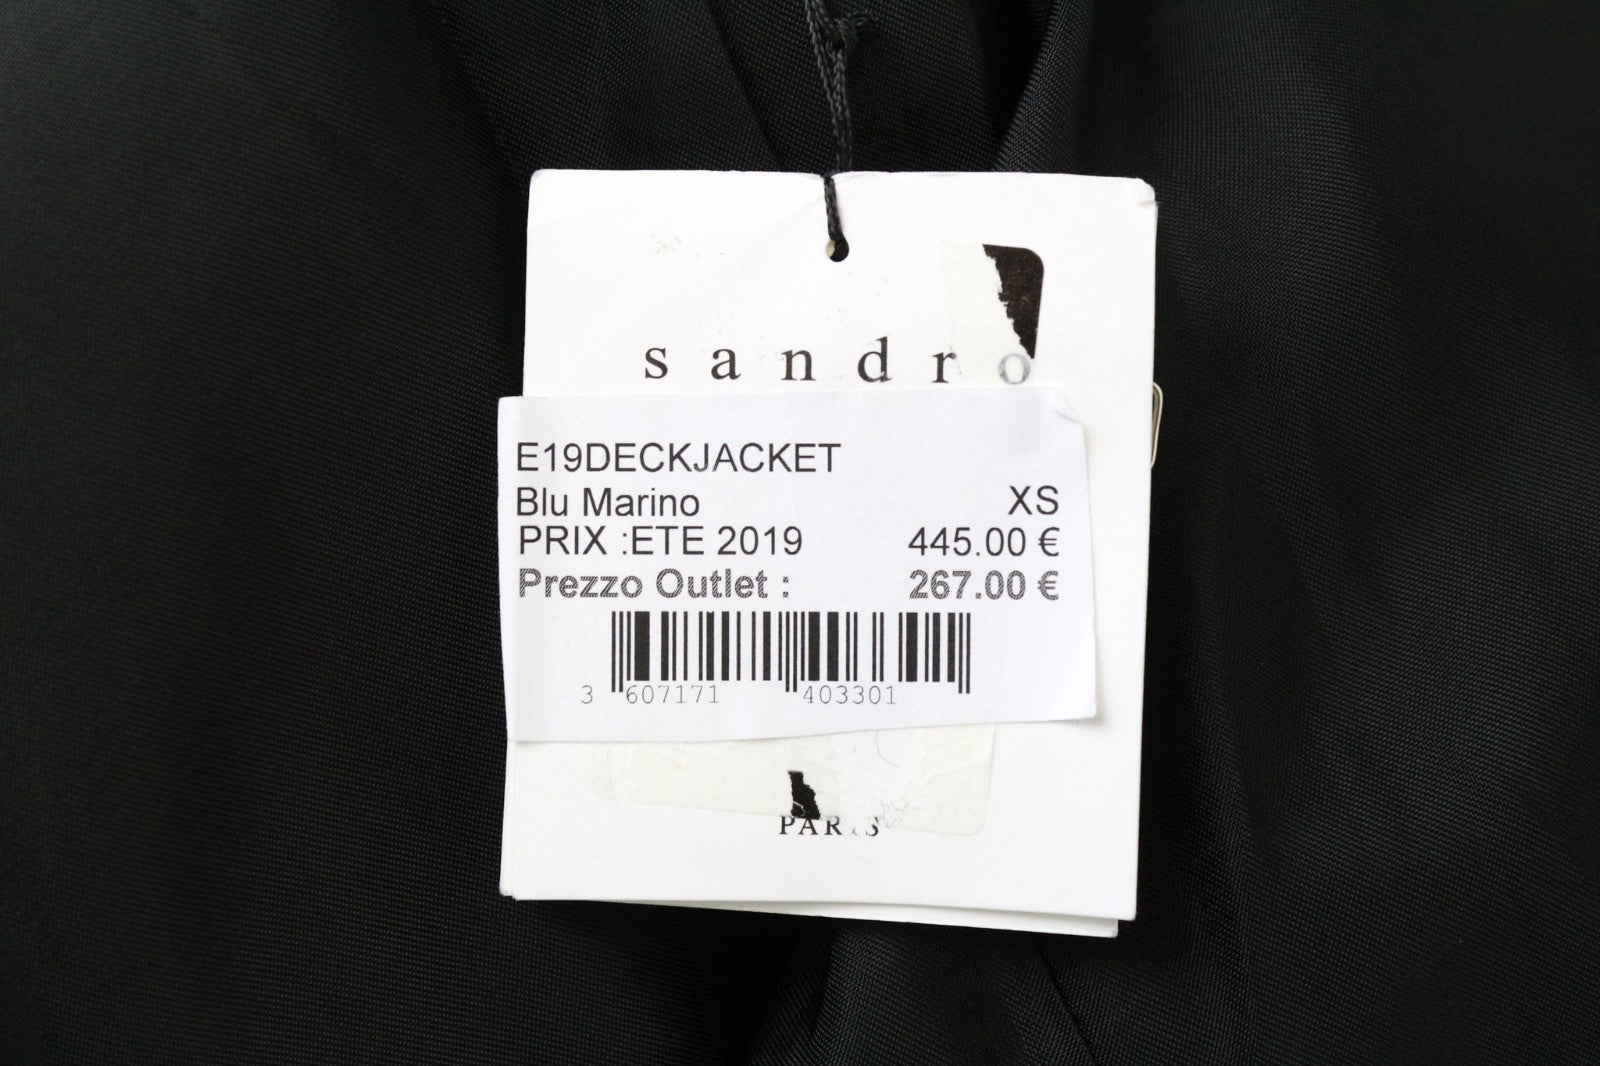 sandro
E19DECKJACKET
Blu Marino XS
PRIX :ETE 2019 445.00 €
Prezzo Outlet : 267.00 €
3 607171 403301
PARIS